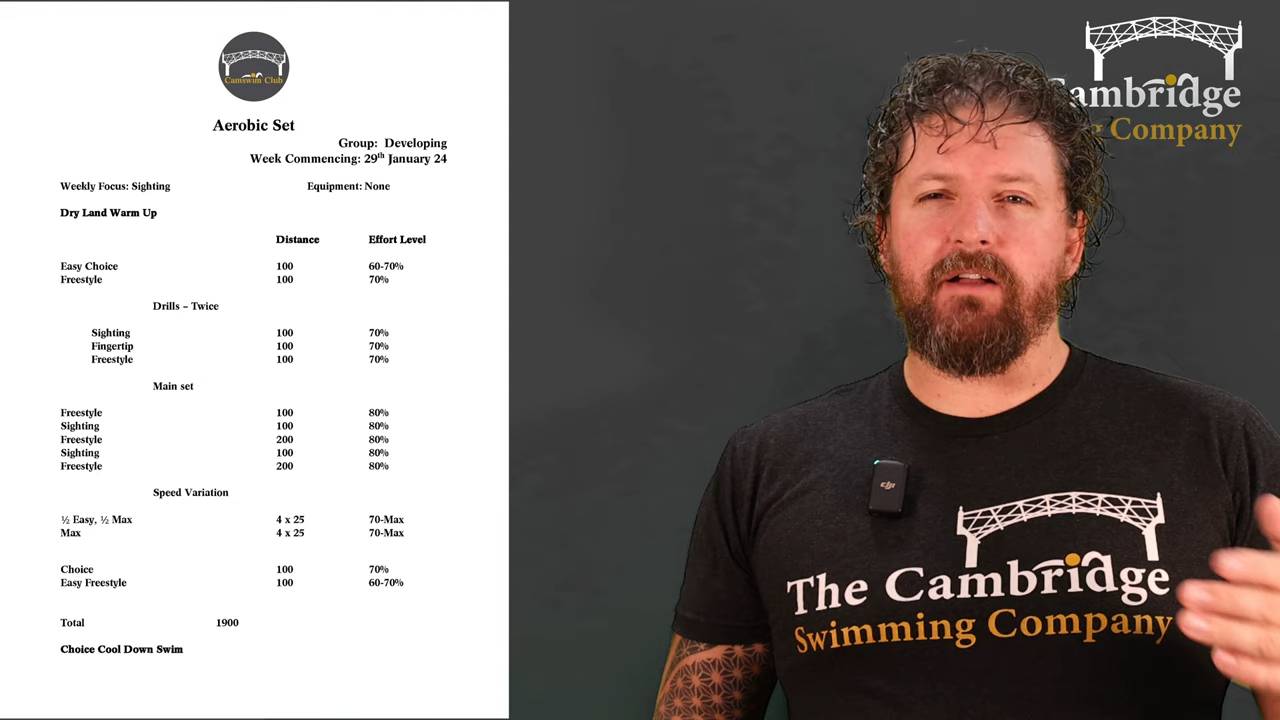 Camswim Club
Aerobic Set
Group: Developing
Week Commencing: 29th January 24
Weekly Focus: Sighting Equipment: None
Dry Land Warm Up
Distance Effort Level
Easy Choice 100 60-70%
Freestyle 100 70%
Drills – Twice
Sighting 100 70%
Fingertip 100 70%
Freestyle 100 70%
Main set
Freestyle 100 80%
Sighting 100 80%
Freestyle 200 80%
Sighting 100 80%
Freestyle 200 80%
Speed Variation
½ Easy, ½ Max 4 x 25 70-Max
Max 4 x 25 70-Max
Choice 100 70%
Easy Freestyle 100 60-70%
Total 1900
Choice Cool Down Swim
Cambridge
g Company
dji
The Cambridge
Swimming Company